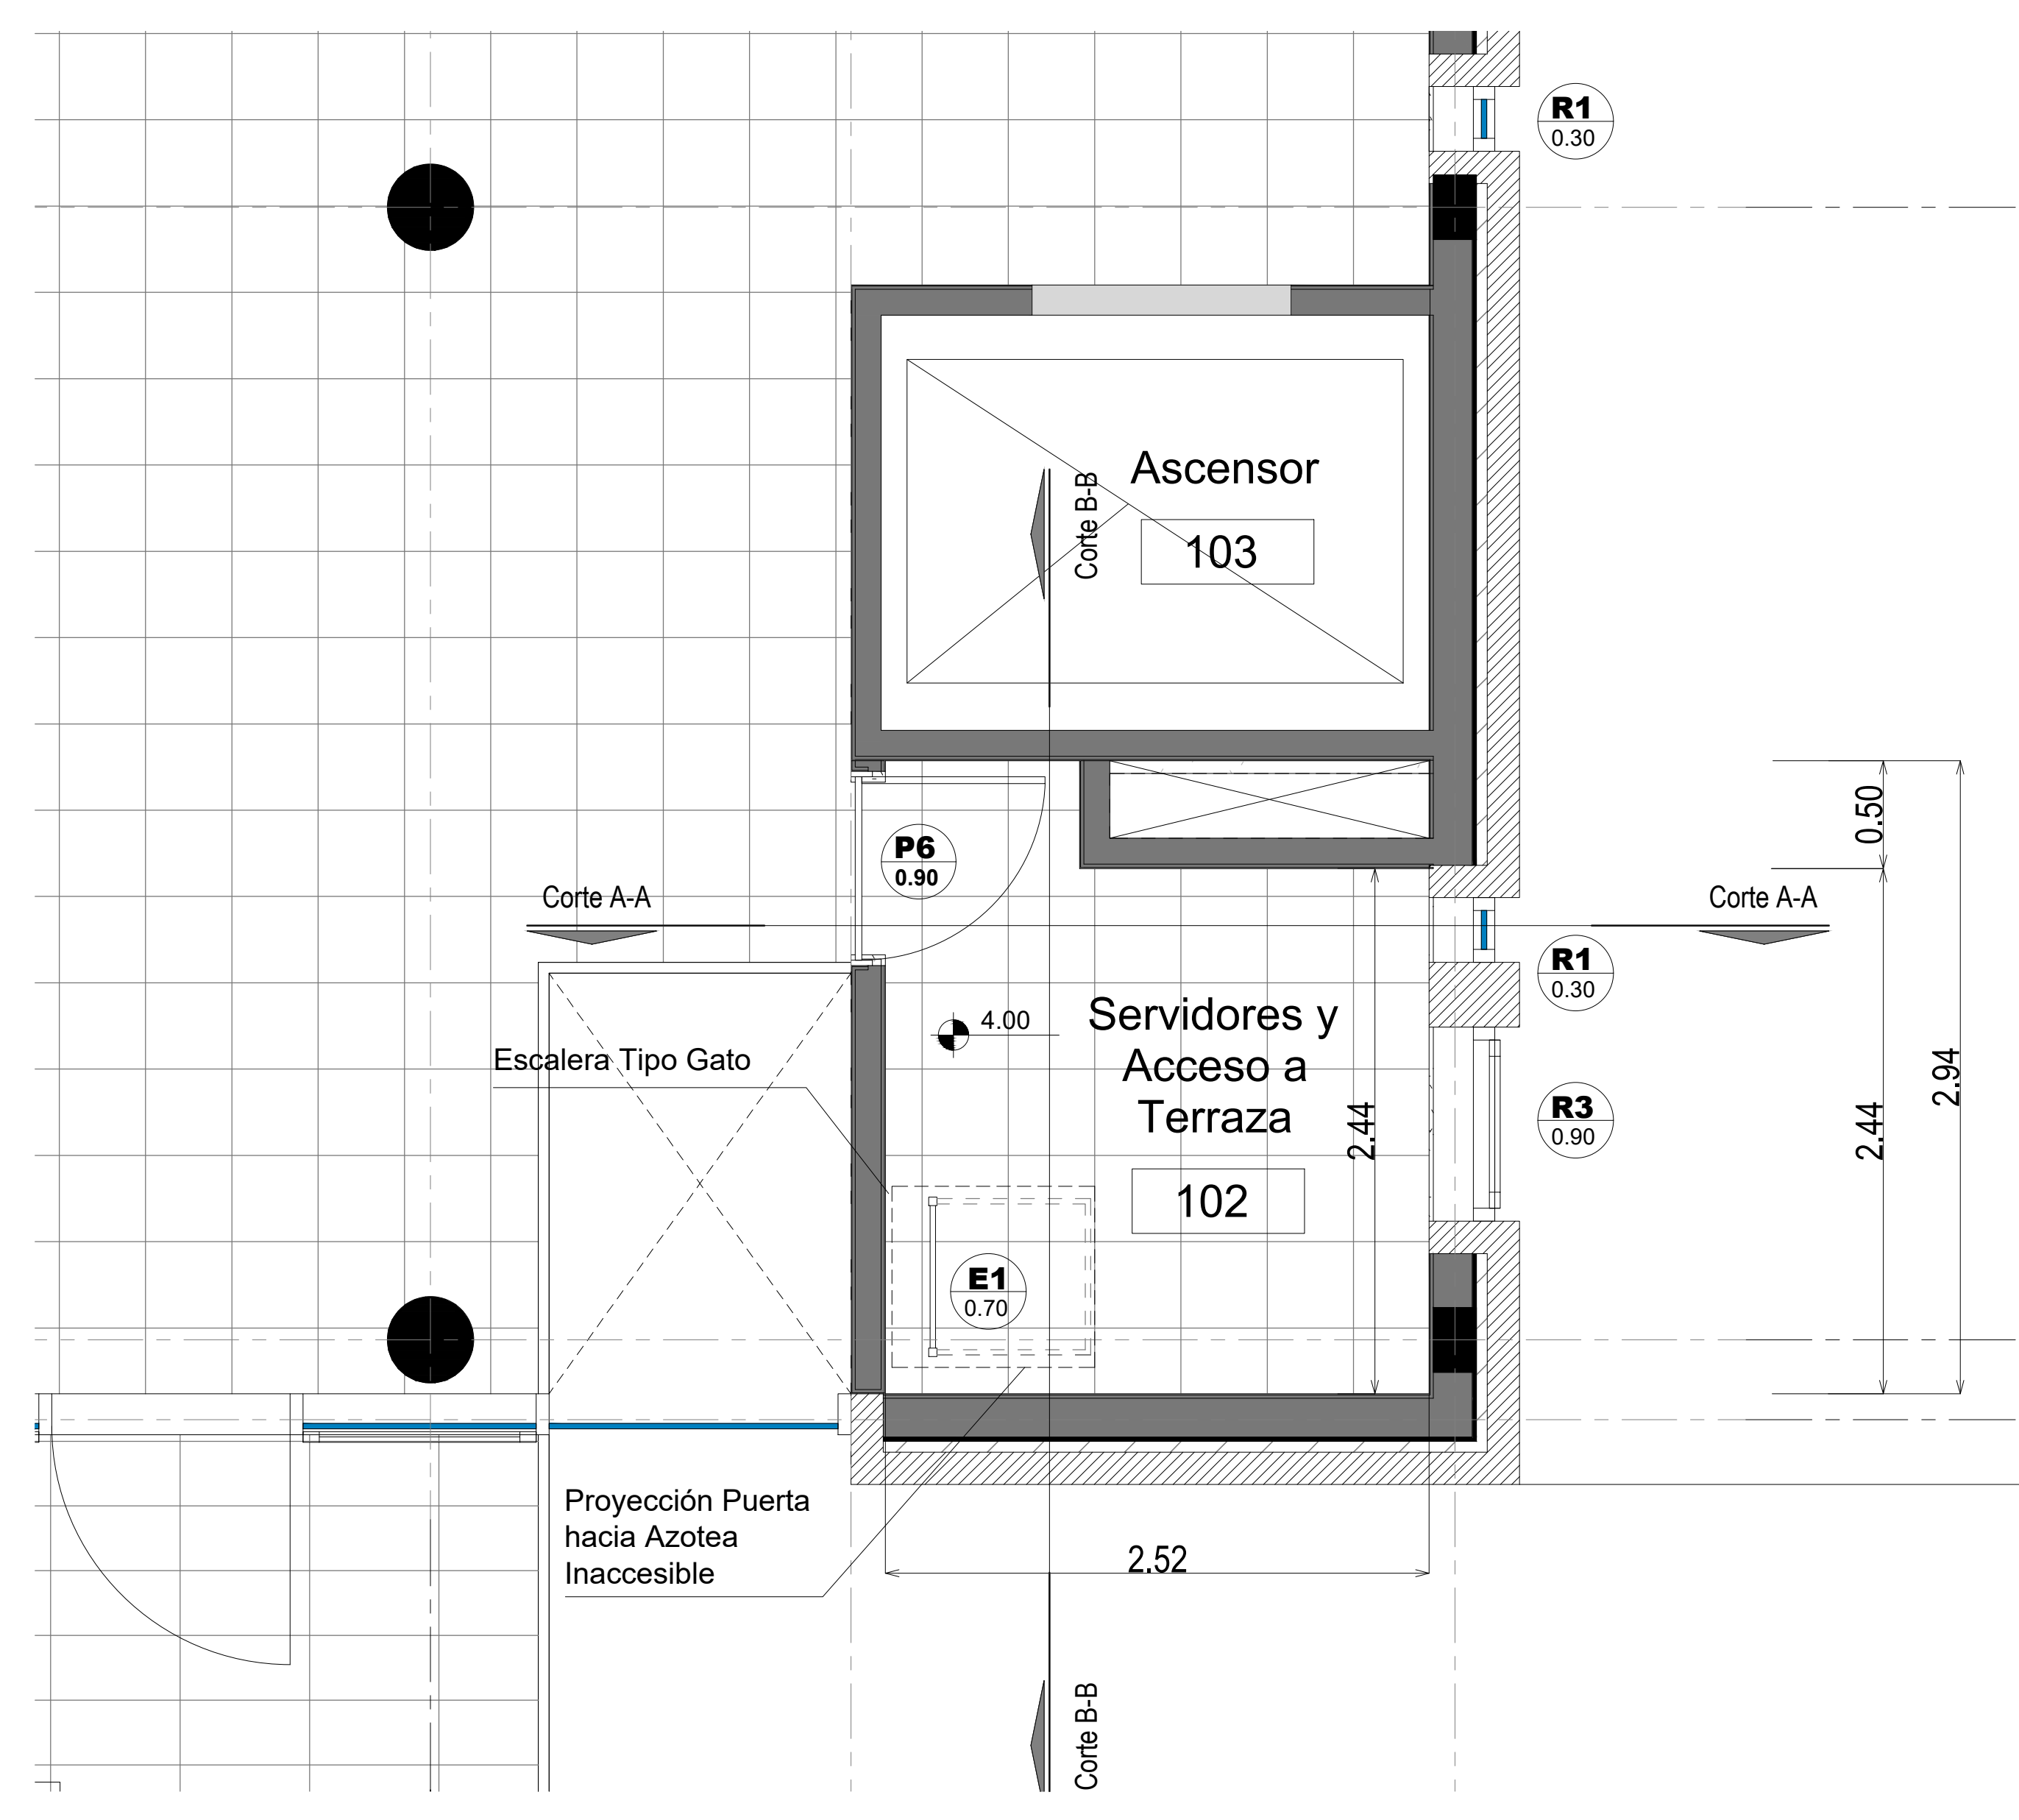 R1
0.30
Ascensor
Corte B-B
103
0.50
P6
0.90
Corte A-A
Corte A-A
R1
0.30
4.00
Servidores y
Acceso a
Terraza
Escalera Tipo Gato
2.94
R3
0.90
2.44
2.44
102
E1
0.70
Proyección Puerta
hacia Azotea
Inaccesible
2.52
Corte B-B